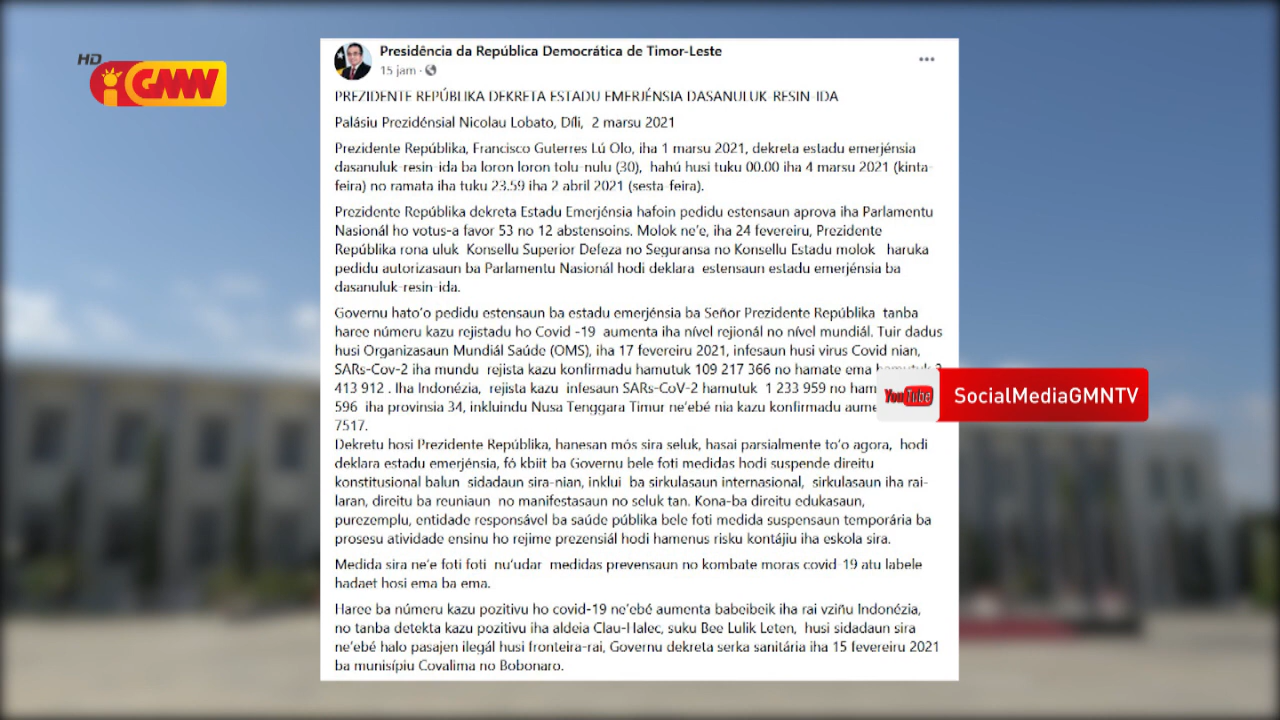 HD
GMN
Presidência da República Democrática de Timor-Leste
15 jam ·
PREZIDENTE REPÚBLIKA DEKRETA ESTADU EMERJÉNSIA DASANULUK-RESIN-IDA
Palásiu Prezidénsial Nicolau Lobato, Díli, 2 marsu 2021
Prezidente Repúblika, Francisco Guterres Lú Olo, iha 1 marsu 2021, dekreta estadu emerjénsia
dasanuluk-resin-ida ba loron loron tolu-nulu (30), hahú husi tuku 00.00 iha 4 marsu 2021 (kinta-
feira) no ramata iha tuku 23.59 iha 2 abril 2021 (sesta-feira).
Prezidente Repúblika dekreta Estadu Emerjénsia hafoin pedidu estensaun aprova iha Parlamentu
Nasionál ho votus-a favor 53 no 12 abstensoins. Molok ne'e, iha 24 fevereiru, Prezidente
Repúblika rona uluk Konsellu Superior Defeza no Seguransa no Konsellu Estadu molok haruka
pedidu autorizasaun ba Parlamentu Nasionál hodi deklara estensaun estadu emerjénsia ba
dasanuluk-resin-ida.
Governu hato'o pedidu estensaun ba estadu emerjénsia ba Señor Prezidente Repúblika tanba
haree númeru kazu rejistadu ho Covid -19 aumenta iha nível rejionál no nível mundiál. Tuir dadus
husi Organizasaun Mundiál Saúde (OMS), iha 17 fevereiru 2021, infesaun husi virus Covid nian,
SARs-Cov-2 iha mundu rejista kazu konfirmadu hamutuk 109 217 366 no hamate ema hamutuk 2
413 912 . Iha Indonézia, rejista kazu infesaun SARs-CoV-2 hamutuk 1 233 959 no
596 iha provinsia 34, inkluindu Nusa Tenggara Timur ne'ebé nia kazu konfirmadu
7517.
Dekretu hosi Prezidente Repúblika, hanesan mós sira seluk, hasai parsialmente to'o agora, hodi
deklara estadu emerjénsia, fó kbiit ba Governu bele foti medidas hodi suspende direitu
konstitusional balun sidadaun sira-nian, inklui ba sirkulasaun internasional, sirkulasaun iha rai-
laran, direitu ba reuniaun no manifestasaun no seluk tan. Kona-ba direitu edukasaun,
purezemplu, entidade responsável ba saúde públika bele foti medida suspensaun temporária ba
prosesu atividade ensinu ho rejime prezensiál hodi hamenus risku kontájiu iha eskola sira.
Medida sira ne'e foti foti nu'udar medidas prevensaun no kombate moras covid-19 atu labele
hadaet hosi ema ba ema.
Haree ba númeru kazu pozitivu ho covid-19 ne'ebé aumenta babeibeik iha rai vziñu Indonézia,
no tanba detekta kazu pozitivu iha aldeia Clau-Halec, suku Bee Lulik Leten, husi sidadaun sira
ne'ebé halo pasajen ilegál husi fronteira-rai, Governu dekreta serka sanitária iha 15 fevereiru 2021
ba munisípiu Covalima no Bobonaro.
YouTube SocialMediaGMNTV